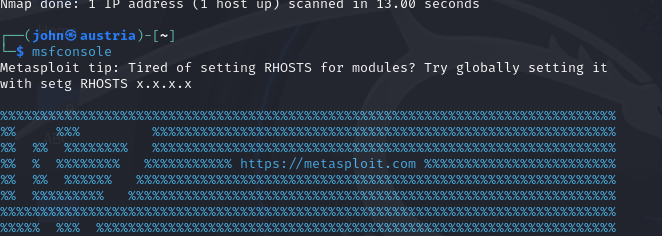 Nmap done: 1 IP address (1 host up) scanned in 13.00 seconds
┌──(john㉿austria)-[~]
└─$ msfconsole
Metasploit tip: Tired of setting RHOSTS for modules? Try globally setting it
with setg RHOSTS x.x.x.x
%%%%%%%%%%%%%%%%%%%%%%%%%%%%%%%%%%%%%%%%%%%%%%%%%%%%%%%%%%%%%%%%%%%%%%%%%%%%%
%%     %%%         %%%%%%%%%%%%%%%%%%%%%%%%%%%%%%%%%%%%%%%%%%%%%%%%%%%%%%%%%%
%%  %%  %%%%%%%%   %%%%%%%%%%%%%%%%%%%%%%%%%%%%%%%%%%%%%%%%%%%%%%%%%%%%%%%%%%
%%  %  %%%%%%%%   %%%%%%%%%%% https://metasploit.com %%%%%%%%%%%%%%%%%%%%%%%%
%%  %%  %%%%%%   %%%%%%%%%%%%%%%%%%%%%%%%%%%%%%%%%%%%%%%%%%%%%%%%%%%%%%%%%%%%
%%  %%%%%%%%%   %%%%%%%%%%%%%%%%%%%%%%%%%%%%%%%%%%%%%%%%%%%%%%%%%%%%%%%%%%%%%
%%%%%%%%%%%%%%%%%%%%%%%%%%%%%%%%%%%%%%%%%%%%%%%%%%%%%%%%%%%%%%%%%%%%%%%%%%%%%
%%%%%  %%%  %%%%%%%%%%%%%%%%%%%%%%%%%%%%%%%%%%%%%%%%%%%%%%%%%%%%%%%%%%%%%%%%%